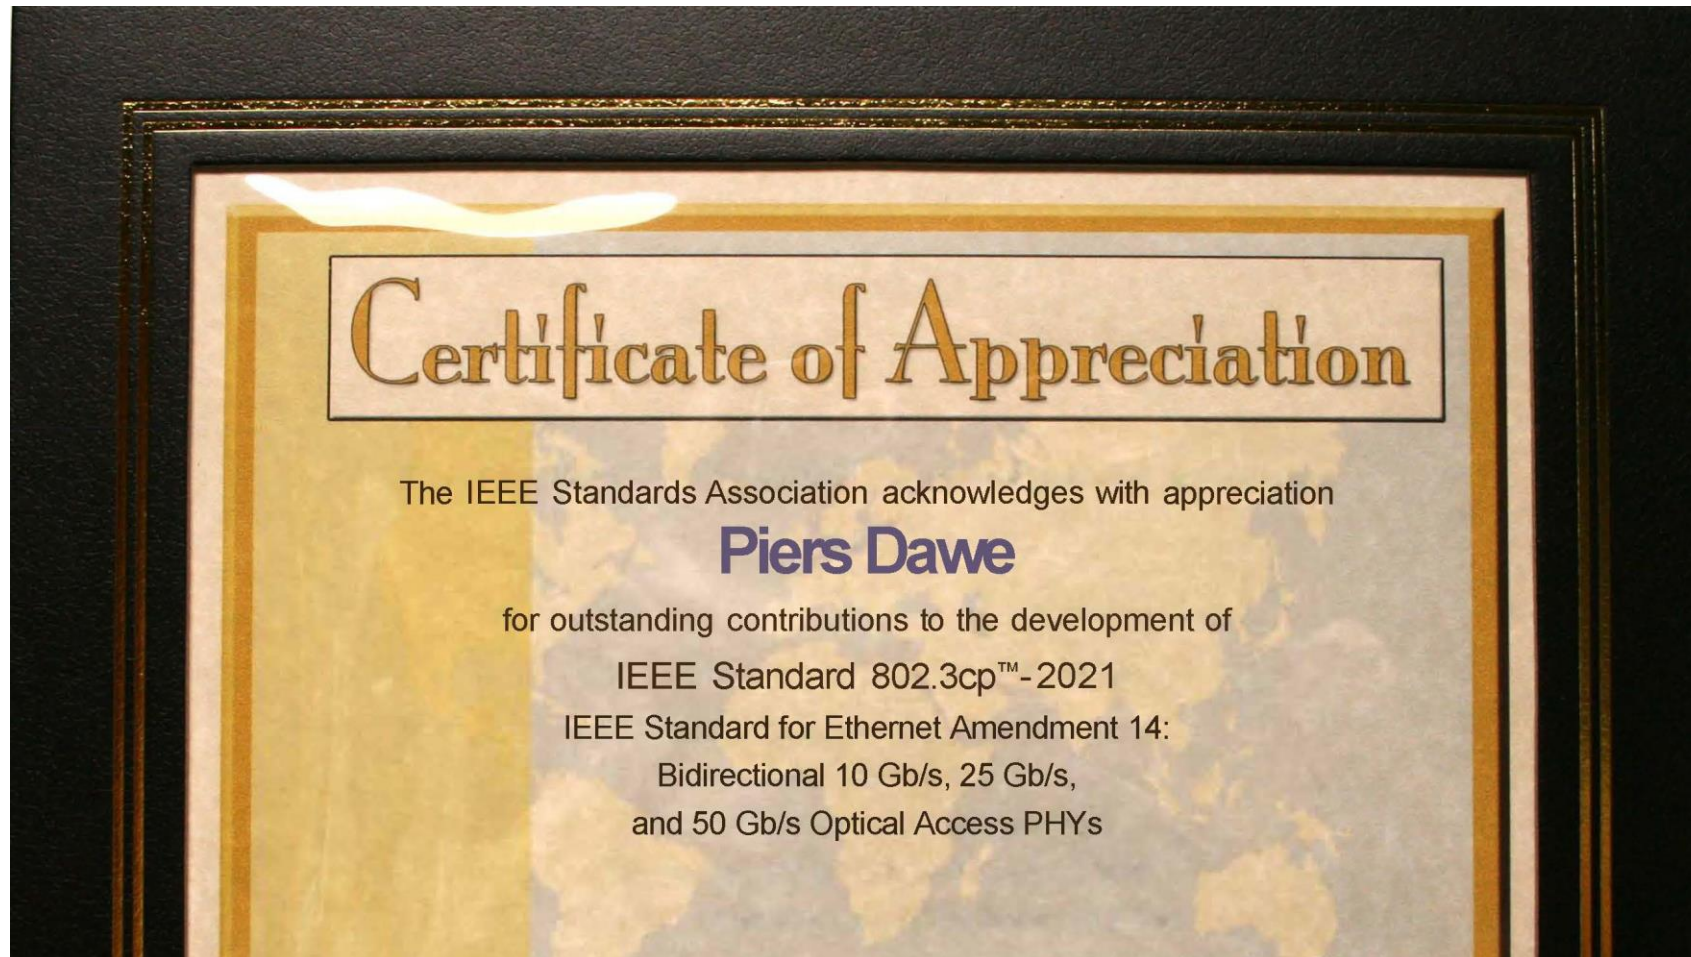 Certificate of Appreciation
The IEEE Standards Association acknowledges with appreciation
Piers Dawe
for outstanding contributions to the development of
IEEE Standard 802.3cp™-2021
IEEE Standard for Ethernet Amendment 14:
Bidirectional 10 Gb/s, 25 Gb/s,
and 50 Gb/s Optical Access PHYs